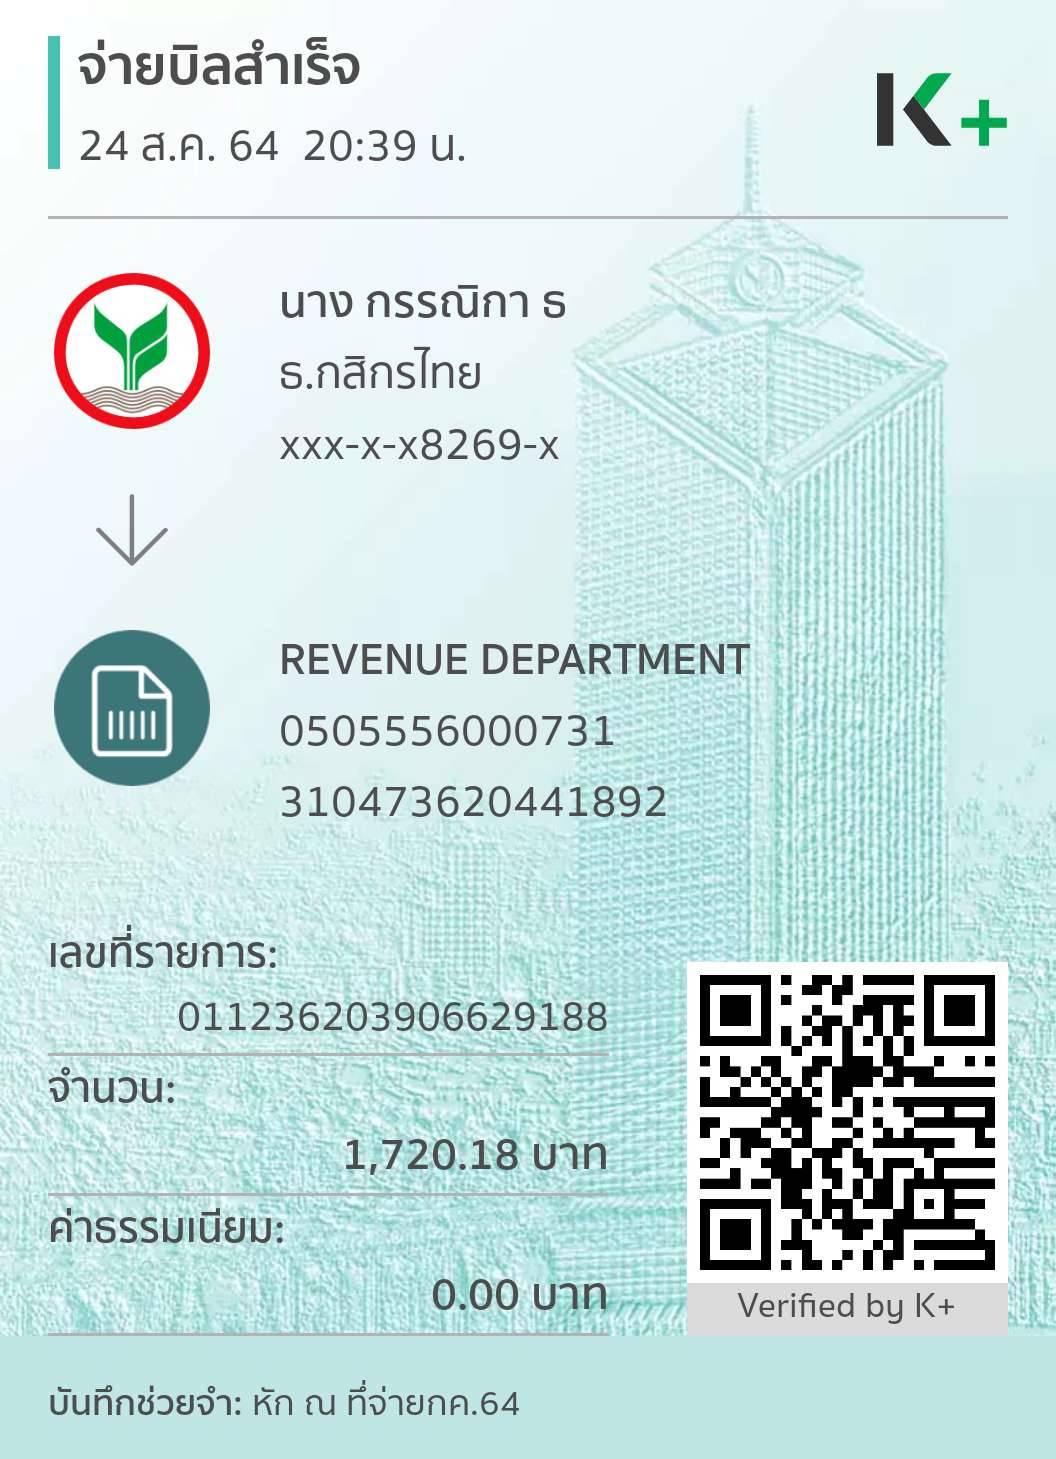 จ่ายบิลสำเร็จ
24 ส.ค. 64 20:39 น.
K+
นาง กรรณิกา ธ
ธ.กสิกรไทย
xxx-x-x8269-x
REVENUE DEPARTMENT
0505556000731
310473620441892
เลขที่รายการ:
011236203906629188
จำนวน:
1,720.18 บาท
ค่าธรรมเนียม:
0.00 บาท
Verified by K+
บันทึกช่วยจำ: หัก ณ ที่จ่ายกค.64